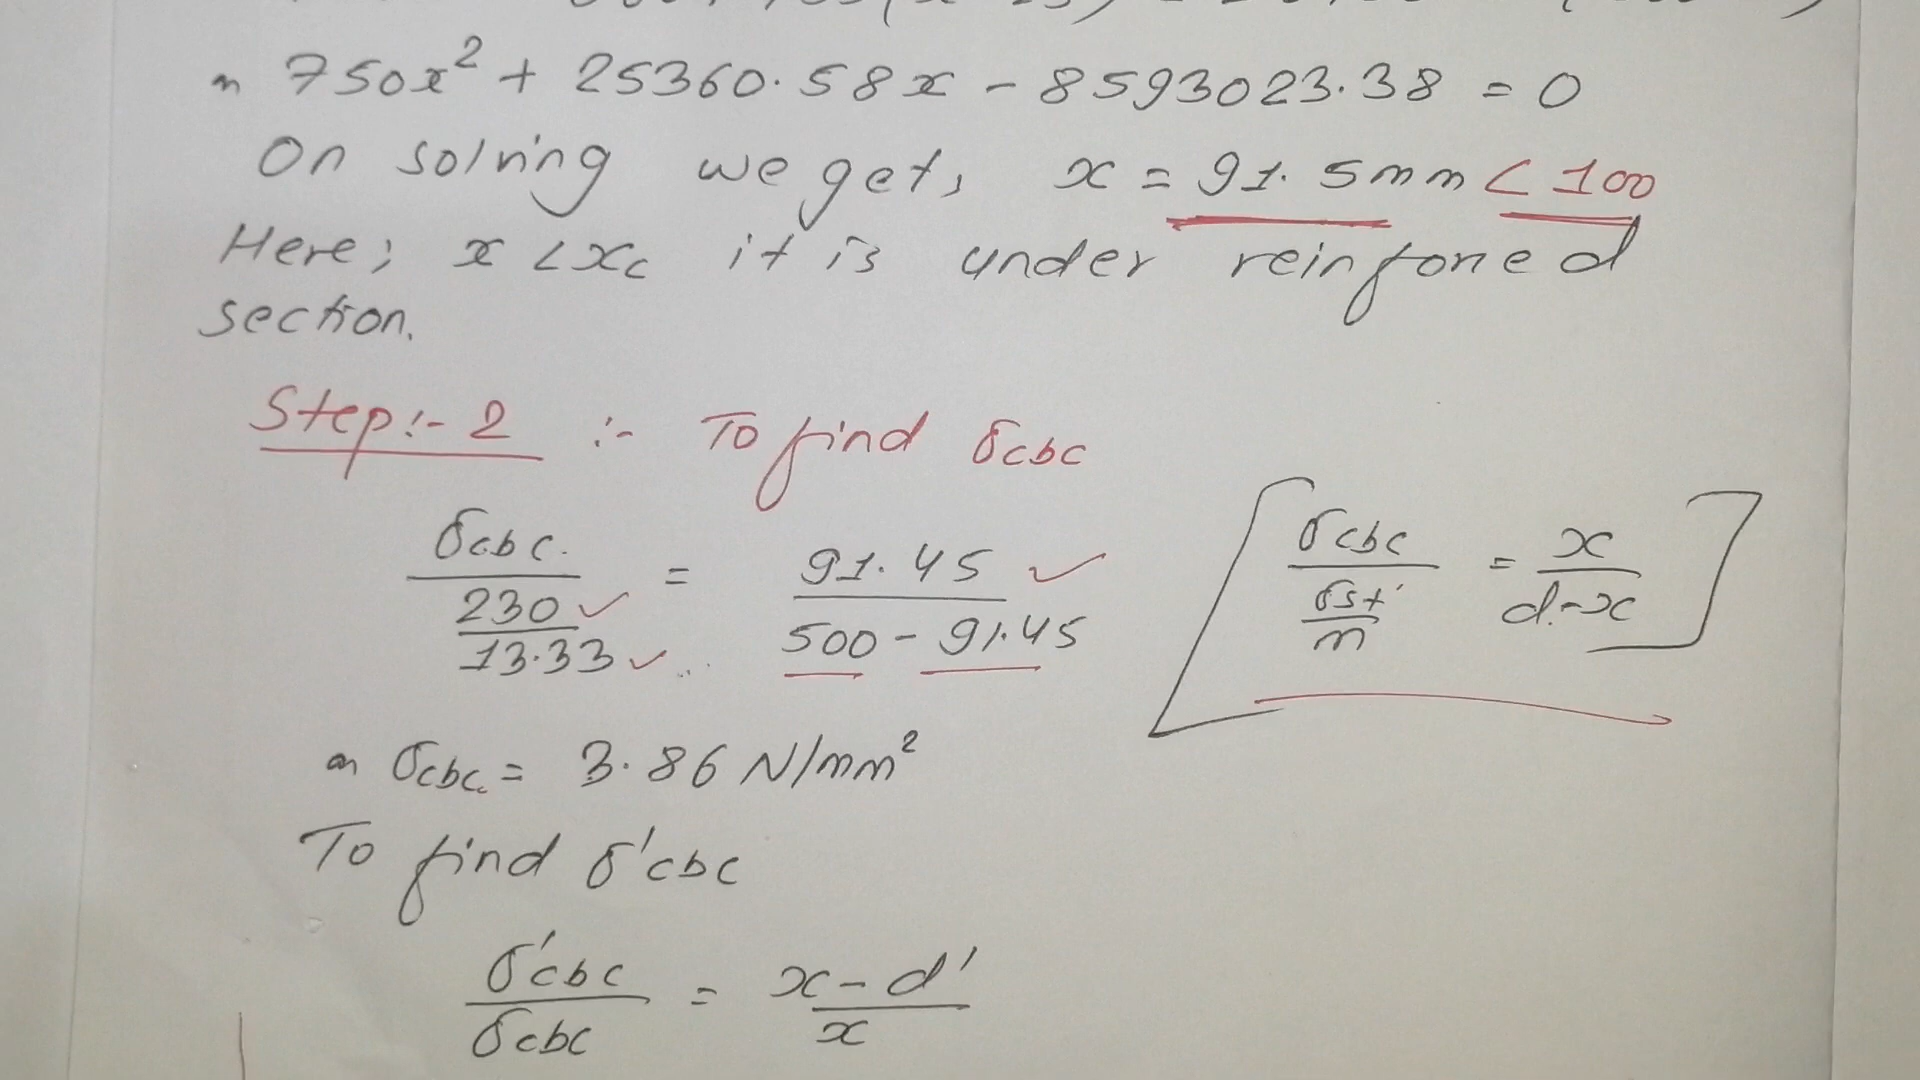 750x² + 25360.58x - 8593023.38 = 0
On solving we get, x = 91.5mm < 100
Here; x < xc it is under reinforced
section.
Step:- 2 :- To find σcbc
σcbc. / (230 / 13.33) = 91.45 / (500 - 91.45) [σcbc / (σst / m) = x / (d-x)]
σcbc = 3.86 N/mm²
To find σ'cbc
σ'cbc / σcbc = (x - d') / x